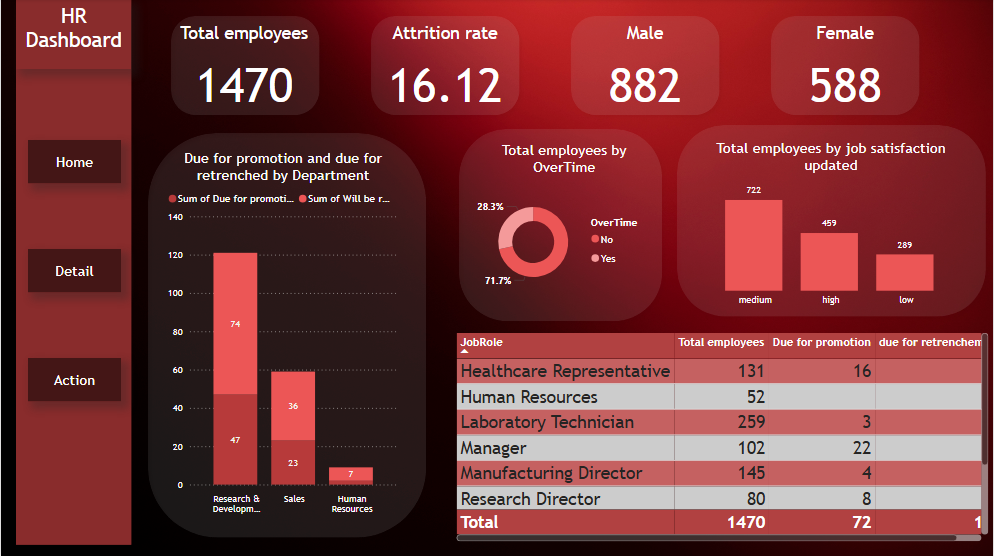 HR
Dashboard
Home
Detail
Action
Total employees
1470
Attrition rate
16.12
Male
882
Female
588
Due for promotion and due for
retrenched by Department
Sum of Due for promoti... Sum of Will be r...
140
120
100
80
60
40
20
0
74
47
36
23
7
Research &
Developm...
Sales
Human
Resources
Total employees by
OverTime
28.3%
71.7%
OverTime
No
Yes
Total employees by job satisfaction
updated
722
459
289
medium
high
low
JobRole Total employees Due for promotion due for retrenchem
Healthcare Representative 131 16
Human Resources 52
Laboratory Technician 259 3
Manager 102 22
Manufacturing Director 145 4
Research Director 80 8
Total 1470 72 1